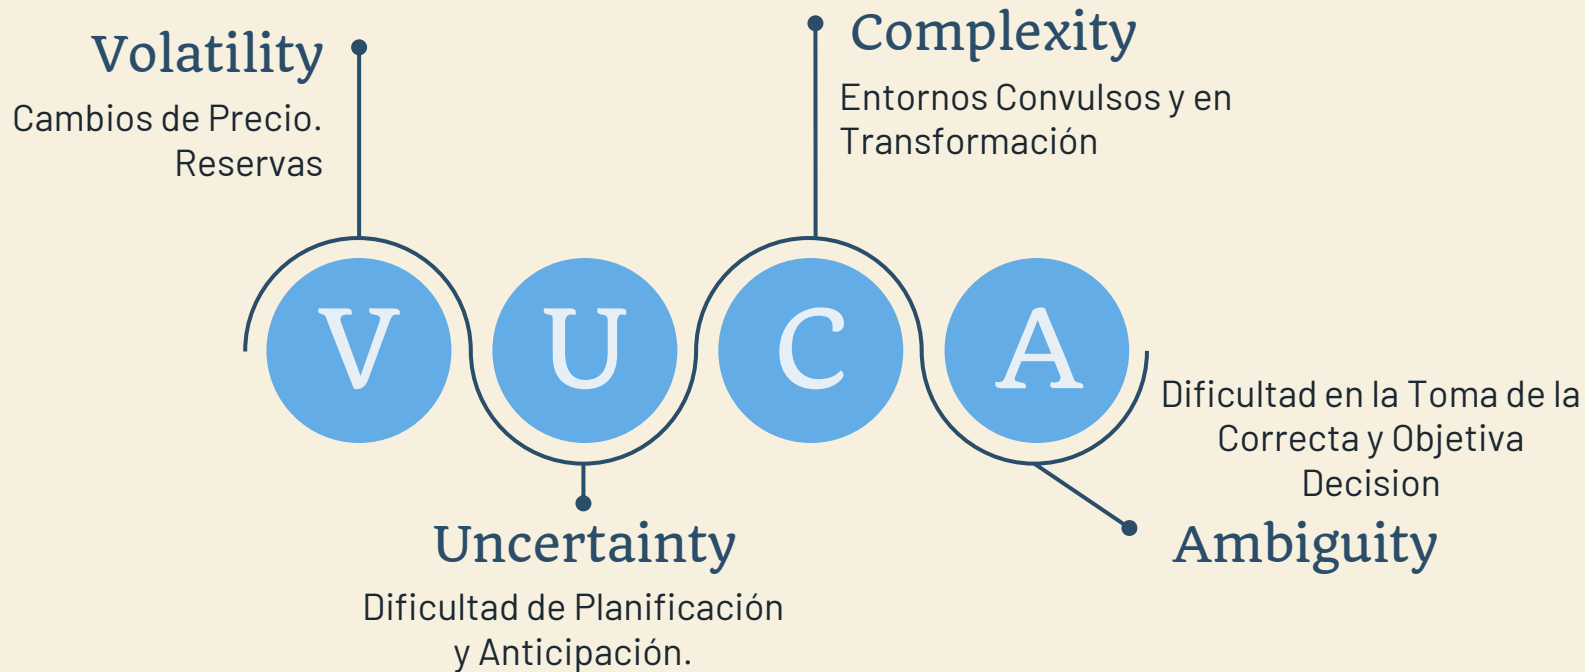 Volatility
Cambios de Precio.
Reservas
Complexity
Entornos Convulsos y en
Transformación
V
U
C
A
Uncertainty
Dificultad de Planificación
y Anticipación.
Dificultad en la Toma de la
Correcta y Objetiva
Decision
Ambiguity